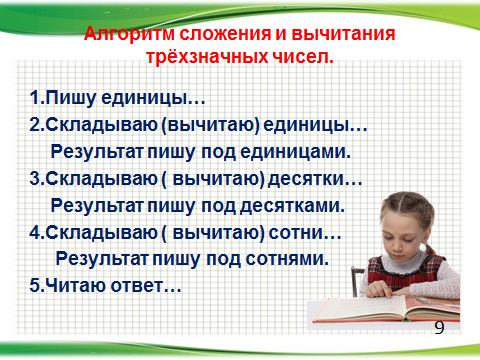 Алгоритм сложения и вычитания
трёхзначных чисел.
1.Пишу единицы…
2.Складываю (вычитаю) единицы…
Результат пишу под единицами.
3.Складываю ( вычитаю) десятки…
Результат пишу под десятками.
4.Складываю ( вычитаю) сотни…
Результат пишу под сотнями.
5.Читаю ответ…
9